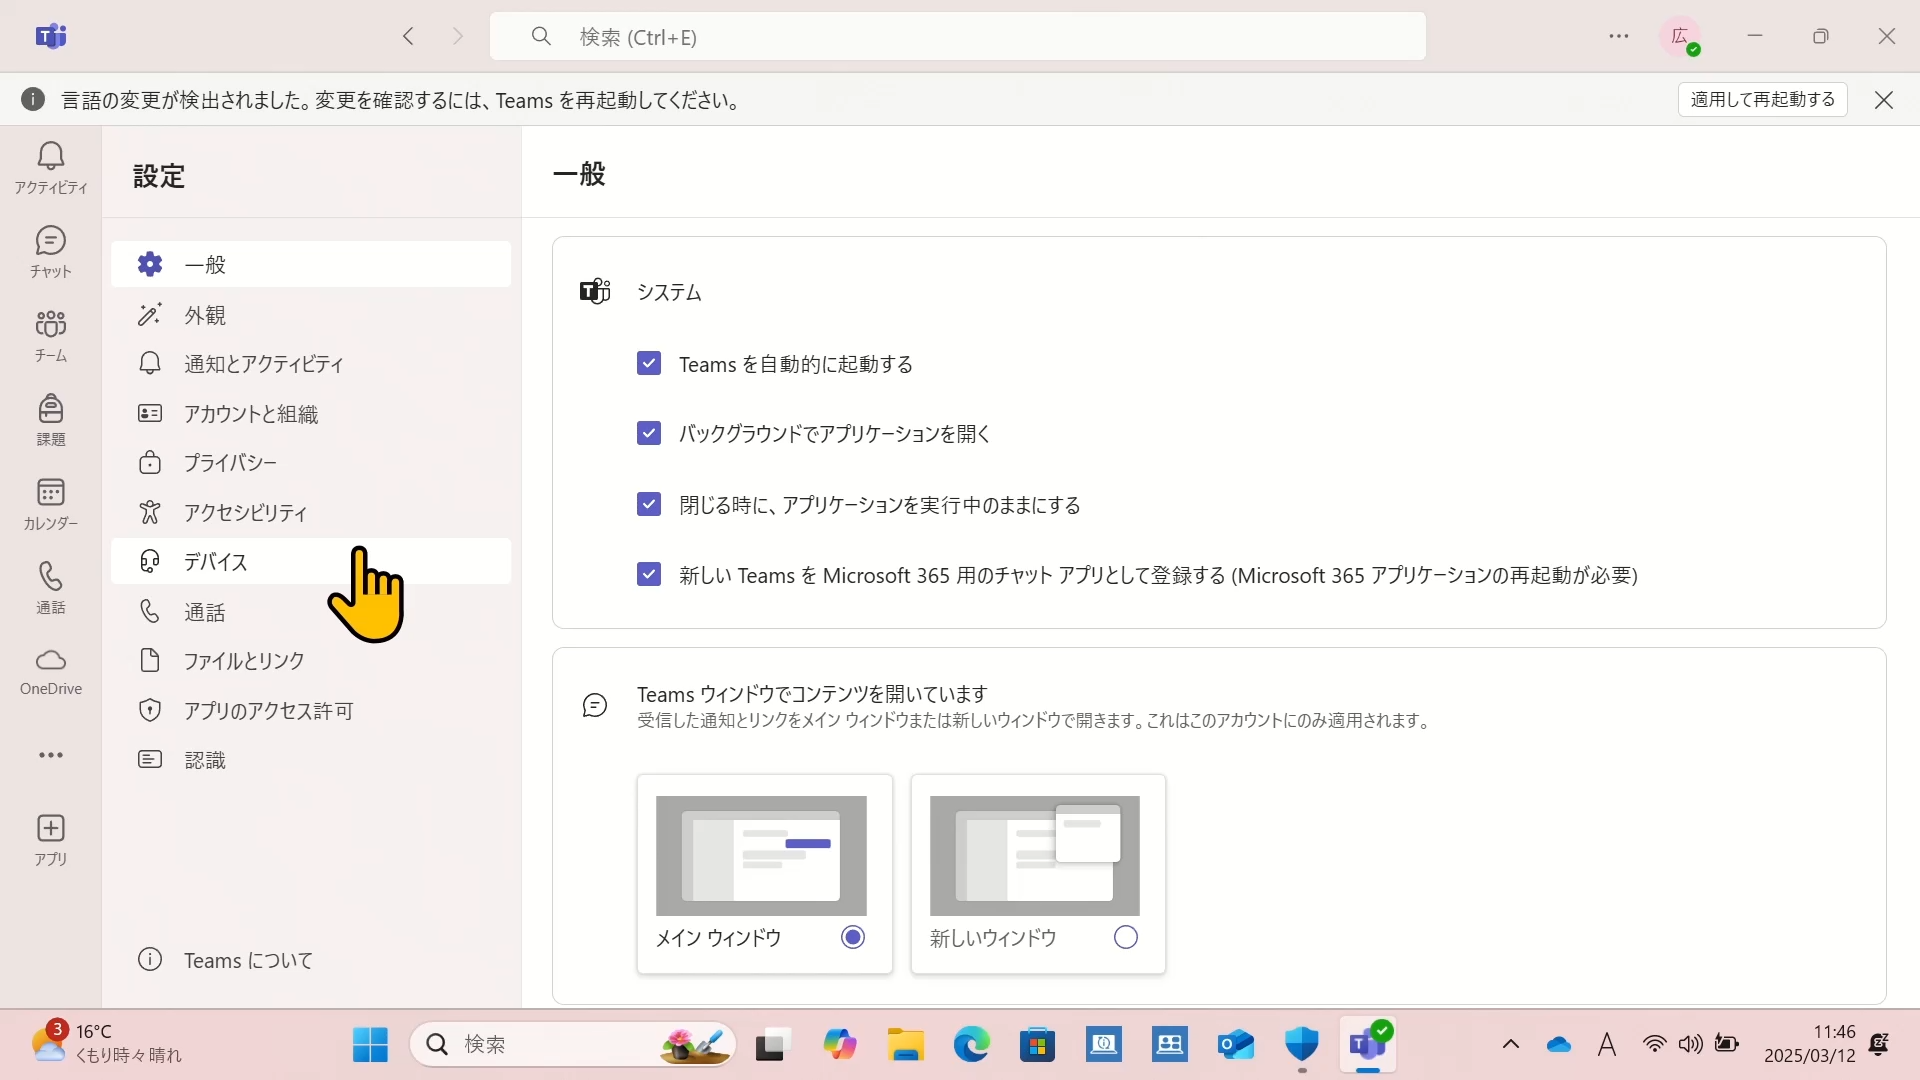 検索 (Ctrl+E)
広
言語の変更が検出されました。変更を確認するには、Teams を再起動してください。
適用して再起動する
アクティビティ
チャット
チーム
課題
カレンダー
通話
OneDrive
アプリ
設定
一般
外観
通知とアクティビティ
アカウントと組織
プライバシー
アクセシビリティ
デバイス
通話
ファイルとリンク
アプリのアクセス許可
認識
Teams について
一般
システム
Teams を自動的に起動する
バックグラウンドでアプリケーションを開く
閉じる時に、アプリケーションを実行中のままにする
新しい Teams を Microsoft 365 用のチャット アプリとして登録する (Microsoft 365 アプリケーションの再起動が必要)
Teams ウィンドウでコンテンツを開いています
受信した通知とリンクをメイン ウィンドウまたは新しいウィンドウで開きます。これはこのアカウントにのみ適用されます。
メイン ウィンドウ
新しいウィンドウ
3
16°C
くもり時々晴れ
検索
A
11:46
2025/03/12